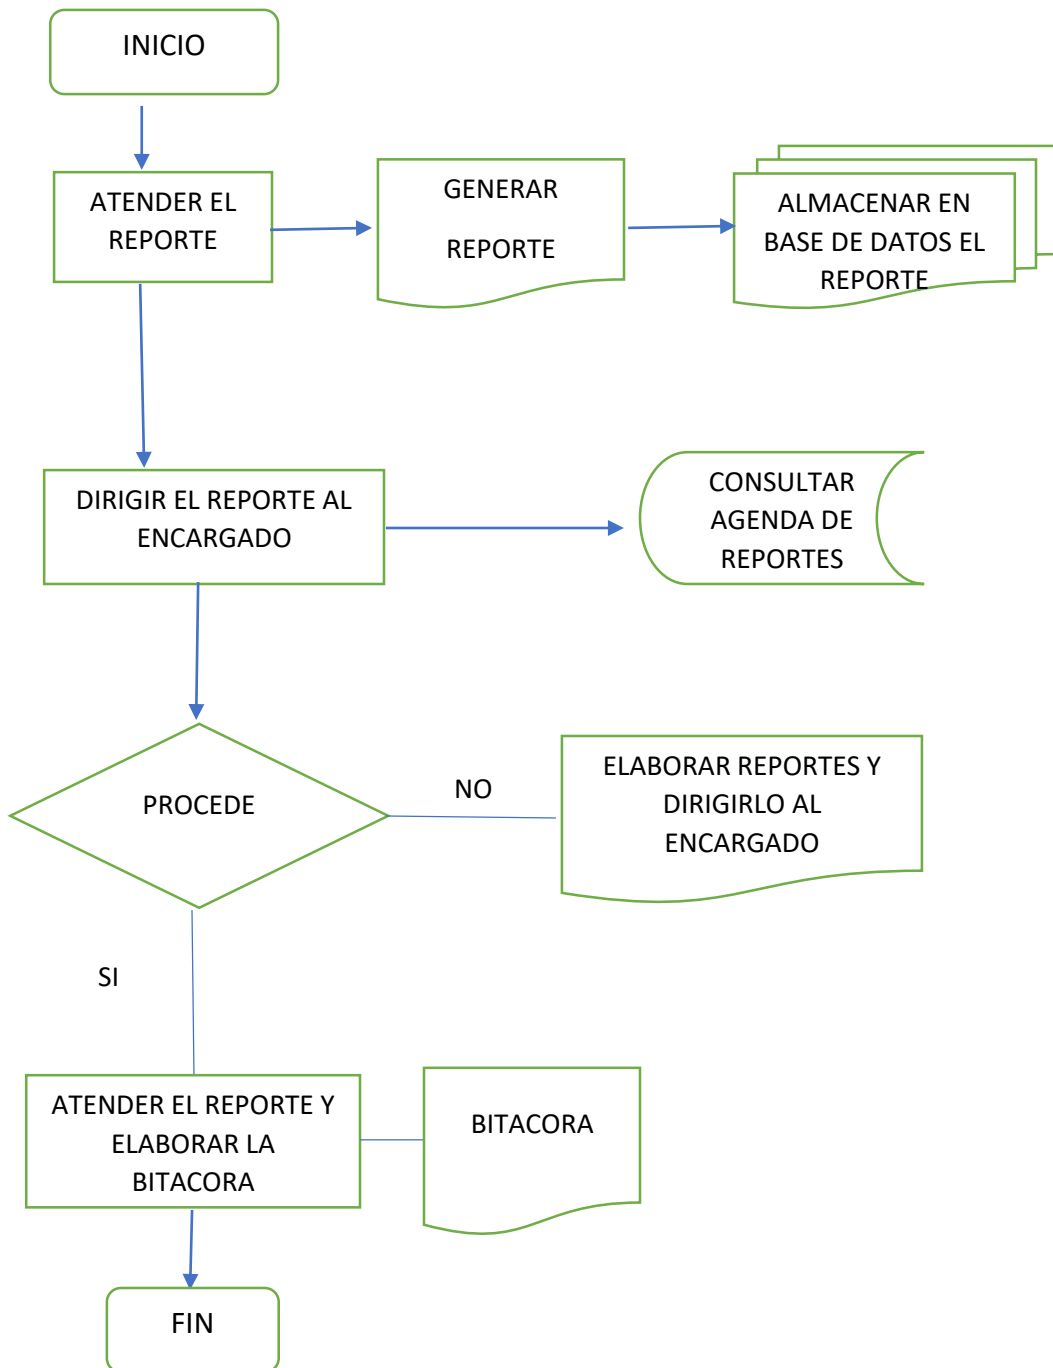 INICIO
ATENDER EL
REPORTE
GENERAR
REPORTE
ALMACENAR EN
BASE DE DATOS EL
REPORTE
DIRIGIR EL REPORTE AL
ENCARGADO
CONSULTAR
AGENDA DE
REPORTES
PROCEDE
NO
ELABORAR REPORTES Y
DIRIGIRLO AL
ENCARGADO
SI
ATENDER EL REPORTE Y
ELABORAR LA
BITACORA
BITACORA
FIN